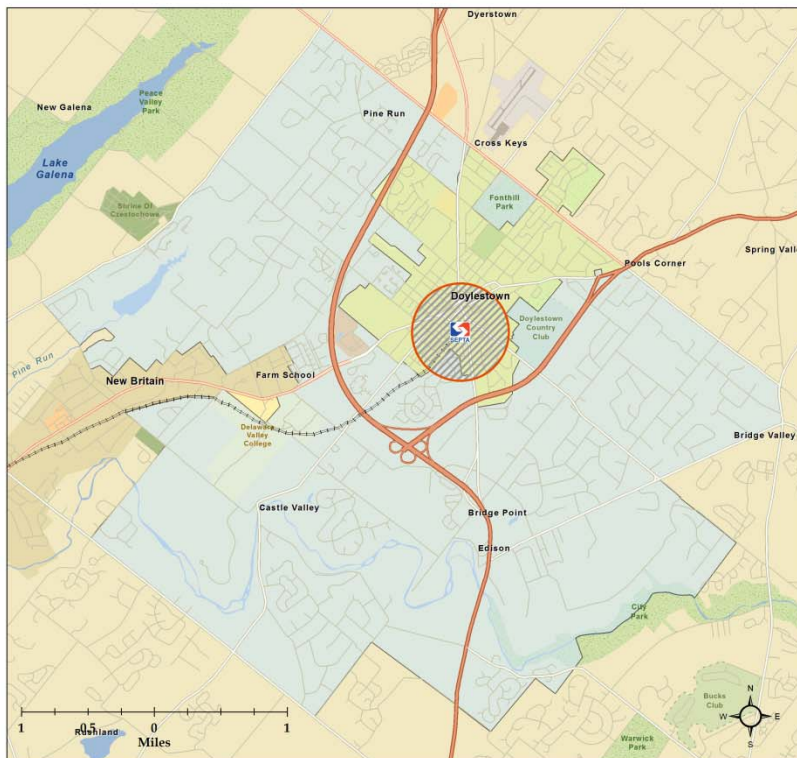 Dyerstown
New Galena
Peace
Valley
Park
Pine Run
Cross Keys
Lake
Galena
Shrine Of
Czestochowa
Fonthill
Park
Spring Valle
Pools Corner
Doylestown
SEPTA
Doylestown
Country
Club
Pine Run
New Britain
Farm School
Delaware
Valley
College
Bridge Valley
Castle Valley
Bridge Point
Edison
City
Park
Bucks
Club
N
W
E
S
1
0.5
0
1
Miles
Rushland
Warwick
Park